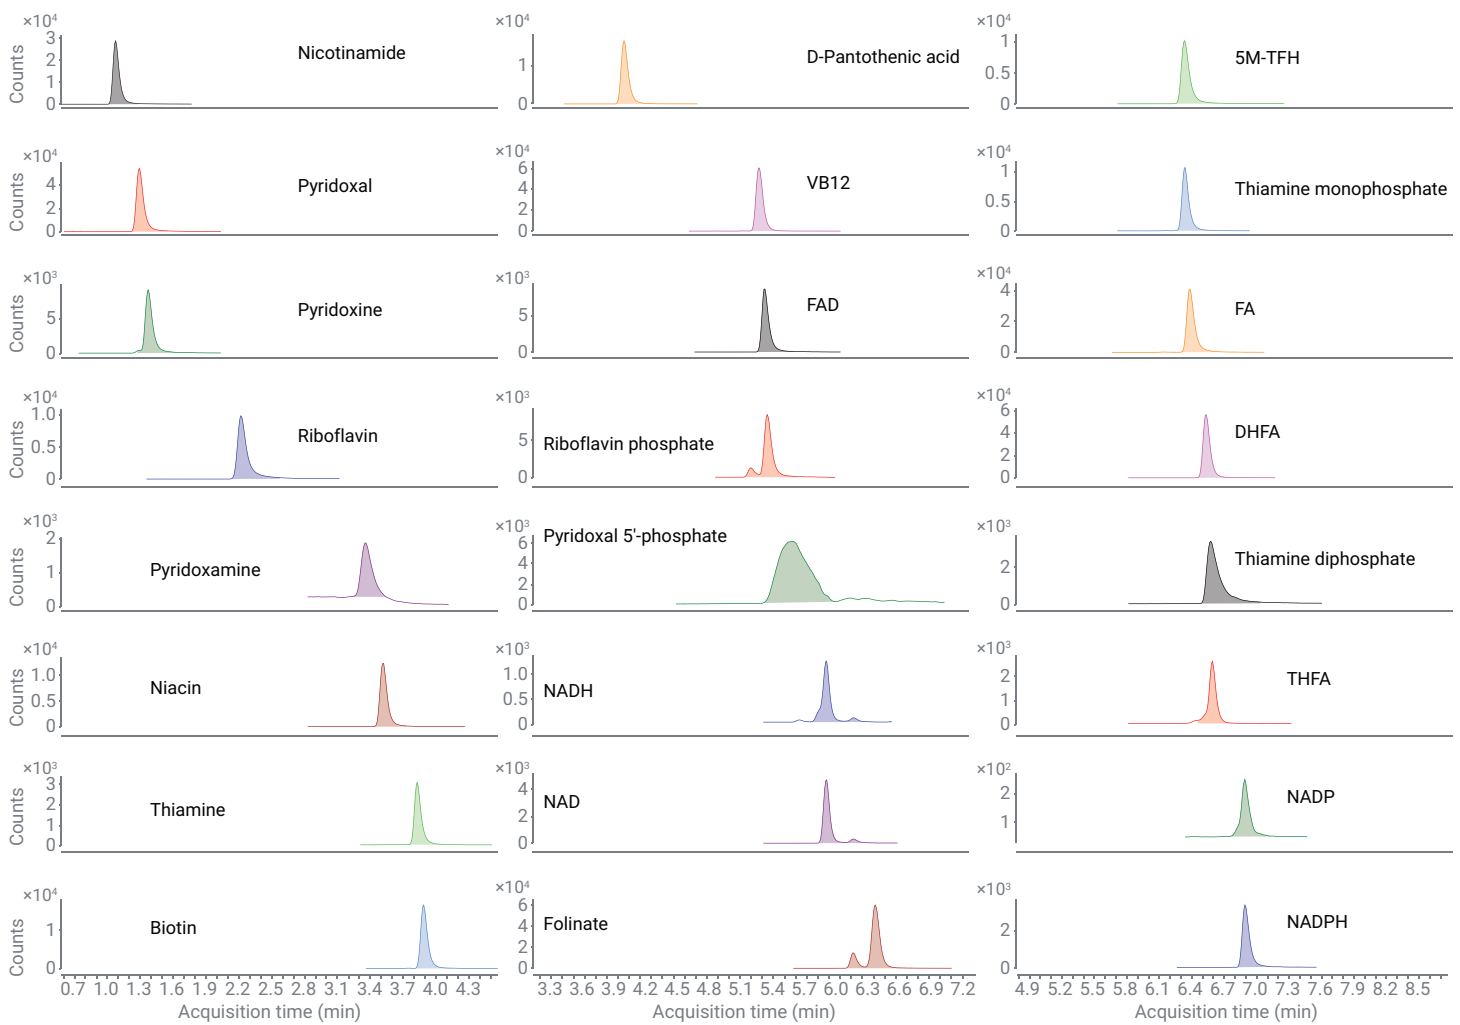 ×10⁴
Counts
3
2
1
0
Nicotinamide
×10⁴
1
0
D-Pantothenic acid
×10⁴
1
0.5
0
5M-TFH
×10⁴
Counts
4
2
0
Pyridoxal
×10⁴
6
4
2
0
VB12
×10⁴
1
0.5
0
Thiamine monophosphate
×10³
Counts
5
0
Pyridoxine
×10³
5
0
FAD
×10⁴
4
2
0
FA
×10⁴
Counts
1.0
0.5
0
Riboflavin
×10³
5
0
Riboflavin phosphate
×10⁴
6
4
2
0
DHFA
×10³
Counts
2
1
0
Pyridoxamine
×10³
6
4
2
0
Pyridoxal 5'-phosphate
×10³
2
0
Thiamine diphosphate
×10⁴
Counts
1.0
0.5
0
Niacin
×10³
1.0
0.5
0
NADH
×10³
2
1
0
THFA
×10³
Counts
3
2
1
0
Thiamine
×10³
4
2
0
NAD
×10²
2
1
NADP
×10⁴
Counts
1
0
Biotin
×10⁴
6
4
2
0
Folinate
×10³
2
0
NADPH
0.7 1.0 1.3 1.6 1.9 2.2 2.5 2.8 3.1 3.4 3.7 4.0 4.3
Acquisition time (min)
3.3 3.6 3.9 4.2 4.5 4.8 5.1 5.4 5.7 6.0 6.3 6.6 6.9 7.2
Acquisition time (min)
4.9 5.2 5.5 5.8 6.1 6.4 6.7 7.0 7.3 7.6 7.9 8.2 8.5
Acquisition time (min)